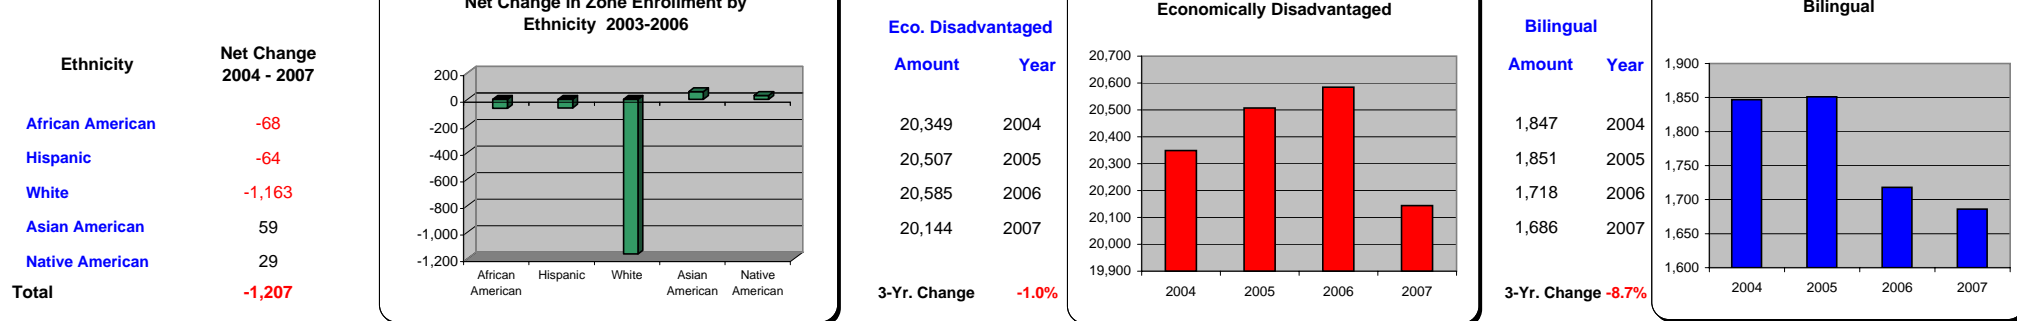 Ethnicity
Net Change
2004 - 2007
African American -68
Hispanic -64
White -1,163
Asian American 59
Native American 29
Total -1,207
Net Change in Zone Enrollment by
Ethnicity 2003-2006
200
0
-200
-400
-600
-800
-1,000
-1,200
African
American
Hispanic
White
Asian
American
Native
American
Eco. Disadvantaged
Amount Year
20,349 2004
20,507 2005
20,585 2006
20,144 2007
3-Yr. Change -1.0%
Economically Disadvantaged
20,700
20,600
20,500
20,400
20,300
20,200
20,100
20,000
19,900
2004 2005 2006 2007
Bilingual
Amount Year
1,847 2004
1,851 2005
1,718 2006
1,686 2007
3-Yr. Change -8.7%
Bilingual
1,900
1,850
1,800
1,750
1,700
1,650
1,600
2004 2005 2006 2007